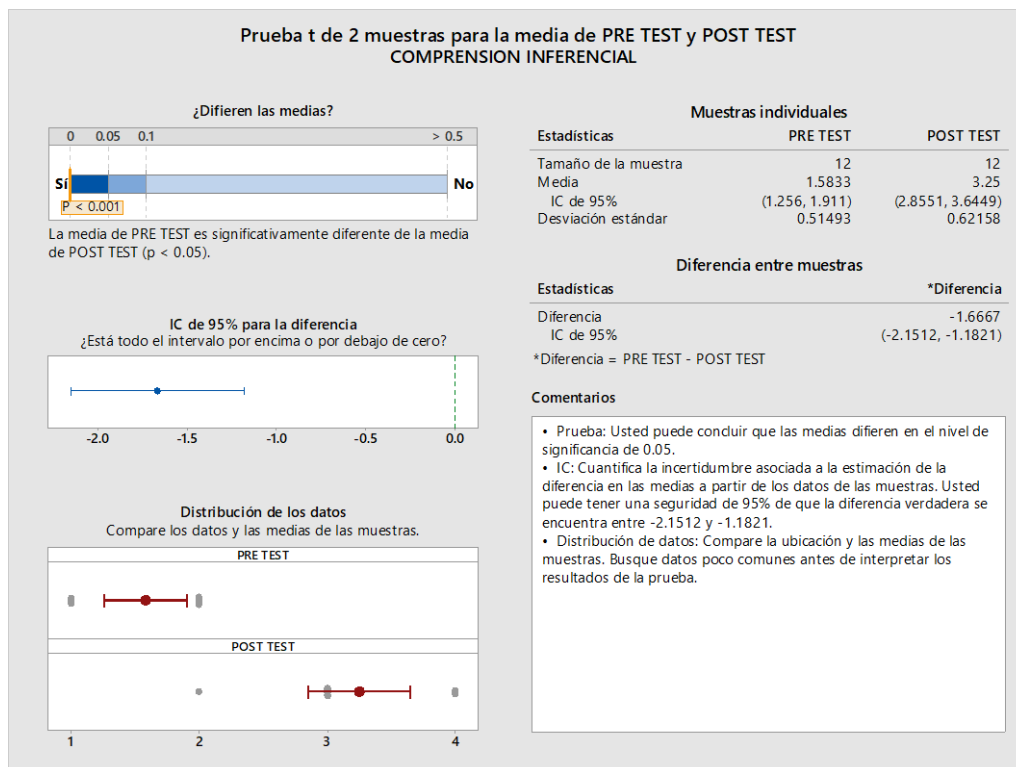 Prueba t de 2 muestras para la media de PRE TEST y POST TEST
COMPRENSION INFERENCIAL
¿Difieren las medias?
0 0.05 0.1 > 0.5
Sí No
P < 0.001
La media de PRE TEST es significativamente diferente de la media
de POST TEST (p < 0.05).
IC de 95% para la diferencia
¿Está todo el intervalo por encima o por debajo de cero?
-2.0 -1.5 -1.0 -0.5 0.0
Distribución de los datos
Compare los datos y las medias de las muestras.
PRE TEST
POST TEST
1 2 3 4
Muestras individuales
Estadísticas PRE TEST POST TEST
Tamaño de la muestra 12 12
Media 1.5833 3.25
IC de 95% (1.256, 1.911) (2.8551, 3.6449)
Desviación estándar 0.51493 0.62158
Diferencia entre muestras
Estadísticas *Diferencia
Diferencia -1.6667
IC de 95% (-2.1512, -1.1821)
*Diferencia = PRE TEST - POST TEST
Comentarios
• Prueba: Usted puede concluir que las medias difieren en el nivel de
significancia de 0.05.
• IC: Cuantifica la incertidumbre asociada a la estimación de la
diferencia en las medias a partir de los datos de las muestras. Usted
puede tener una seguridad de 95% de que la diferencia verdadera se
encuentra entre -2.1512 y -1.1821.
• Distribución de datos: Compare la ubicación y las medias de las
muestras. Busque datos poco comunes antes de interpretar los
resultados de la prueba.